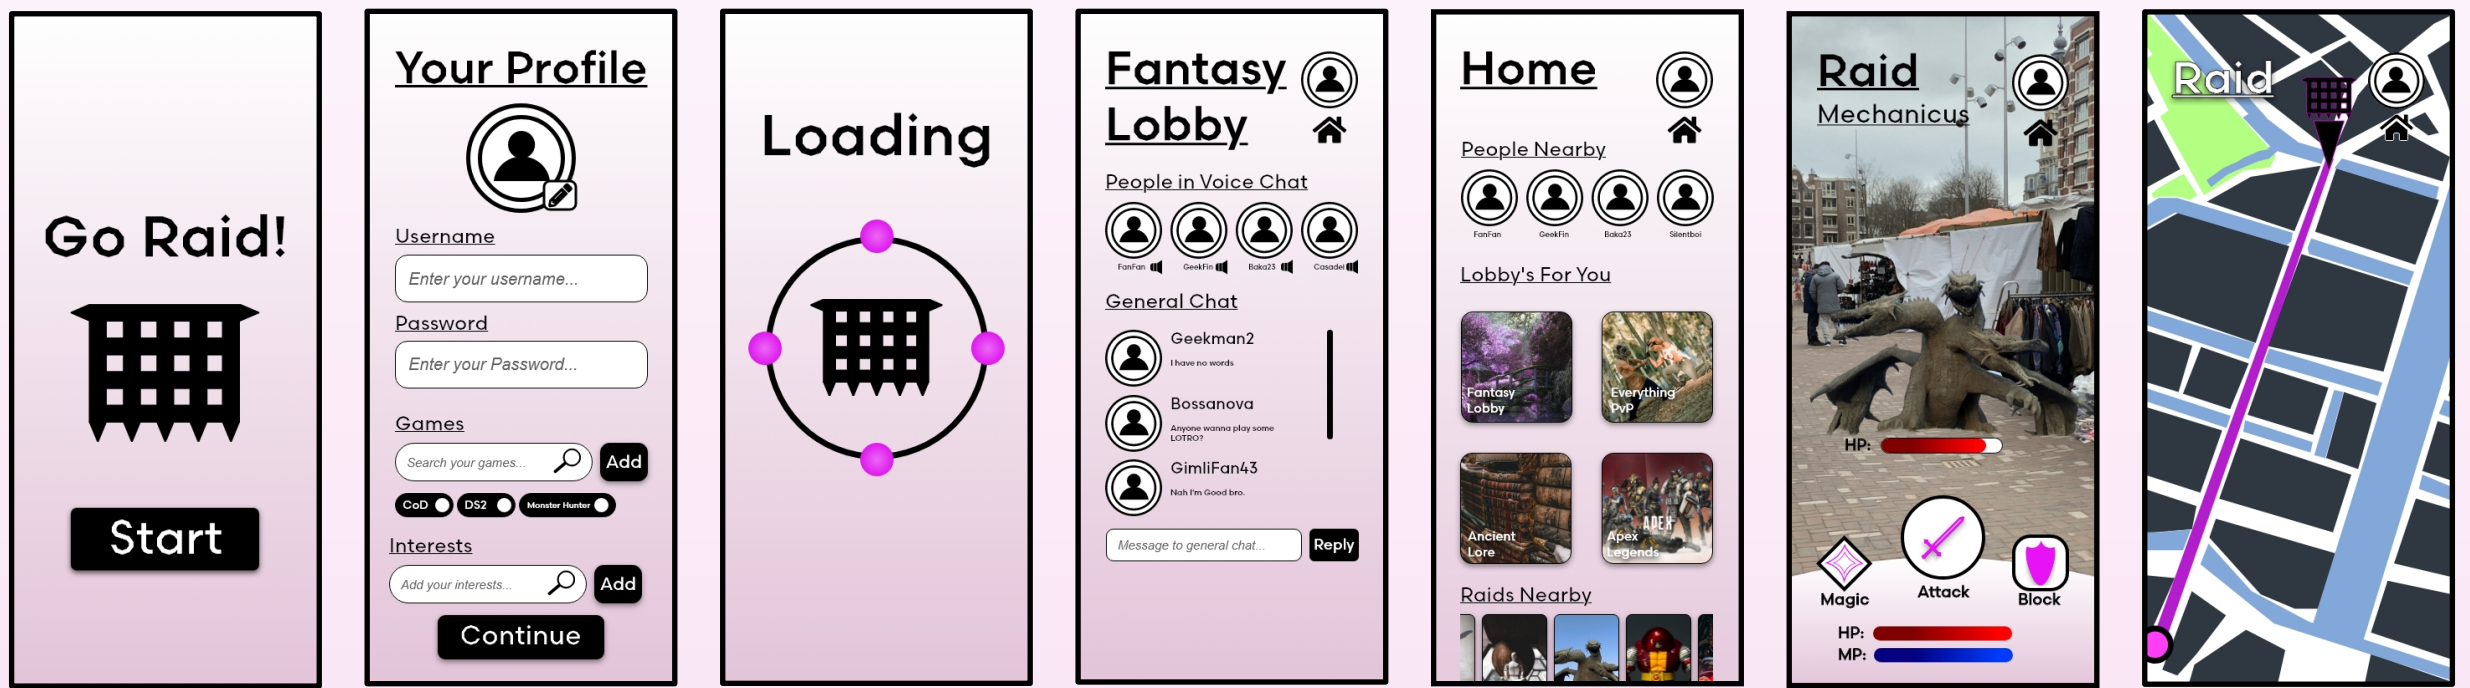 Go Raid!
Start
Your Profile
Username
Enter your username...
Password
Enter your Password...
Games
Search your games...
Add
CoD
DS2
Monster Hunter
Interests
Add your interests...
Add
Continue
Loading
Fantasy
Lobby
People in Voice Chat
FanFan
GeekFin
Baka23
Casadei
General Chat
Geekman2
I have no words
Bossanova
Anyone wanna play some
LOTRO?
GimliFan43
Nah I'm Good bro.
Message to general chat...
Reply
Home
People Nearby
FanFan
GeekFin
Baka23
Silentboi
Lobby's For You
Fantasy
Lobby
Everything
PvP
Ancient
Lore
APEX
Apex
Legends
Raids Nearby
Raid
Mechanicus
HP:
Magic
Attack
Block
HP:
MP:
Raid